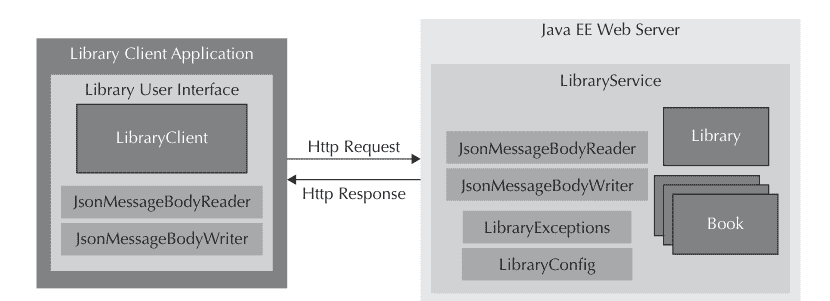 Library Client Application
Library User Interface
LibraryClient
JsonMessageBodyReader
JsonMessageBodyWriter
Http Request
Http Response
Java EE Web Server
LibraryService
JsonMessageBodyReader
JsonMessageBodyWriter
LibraryExceptions
LibraryConfig
Library
Book